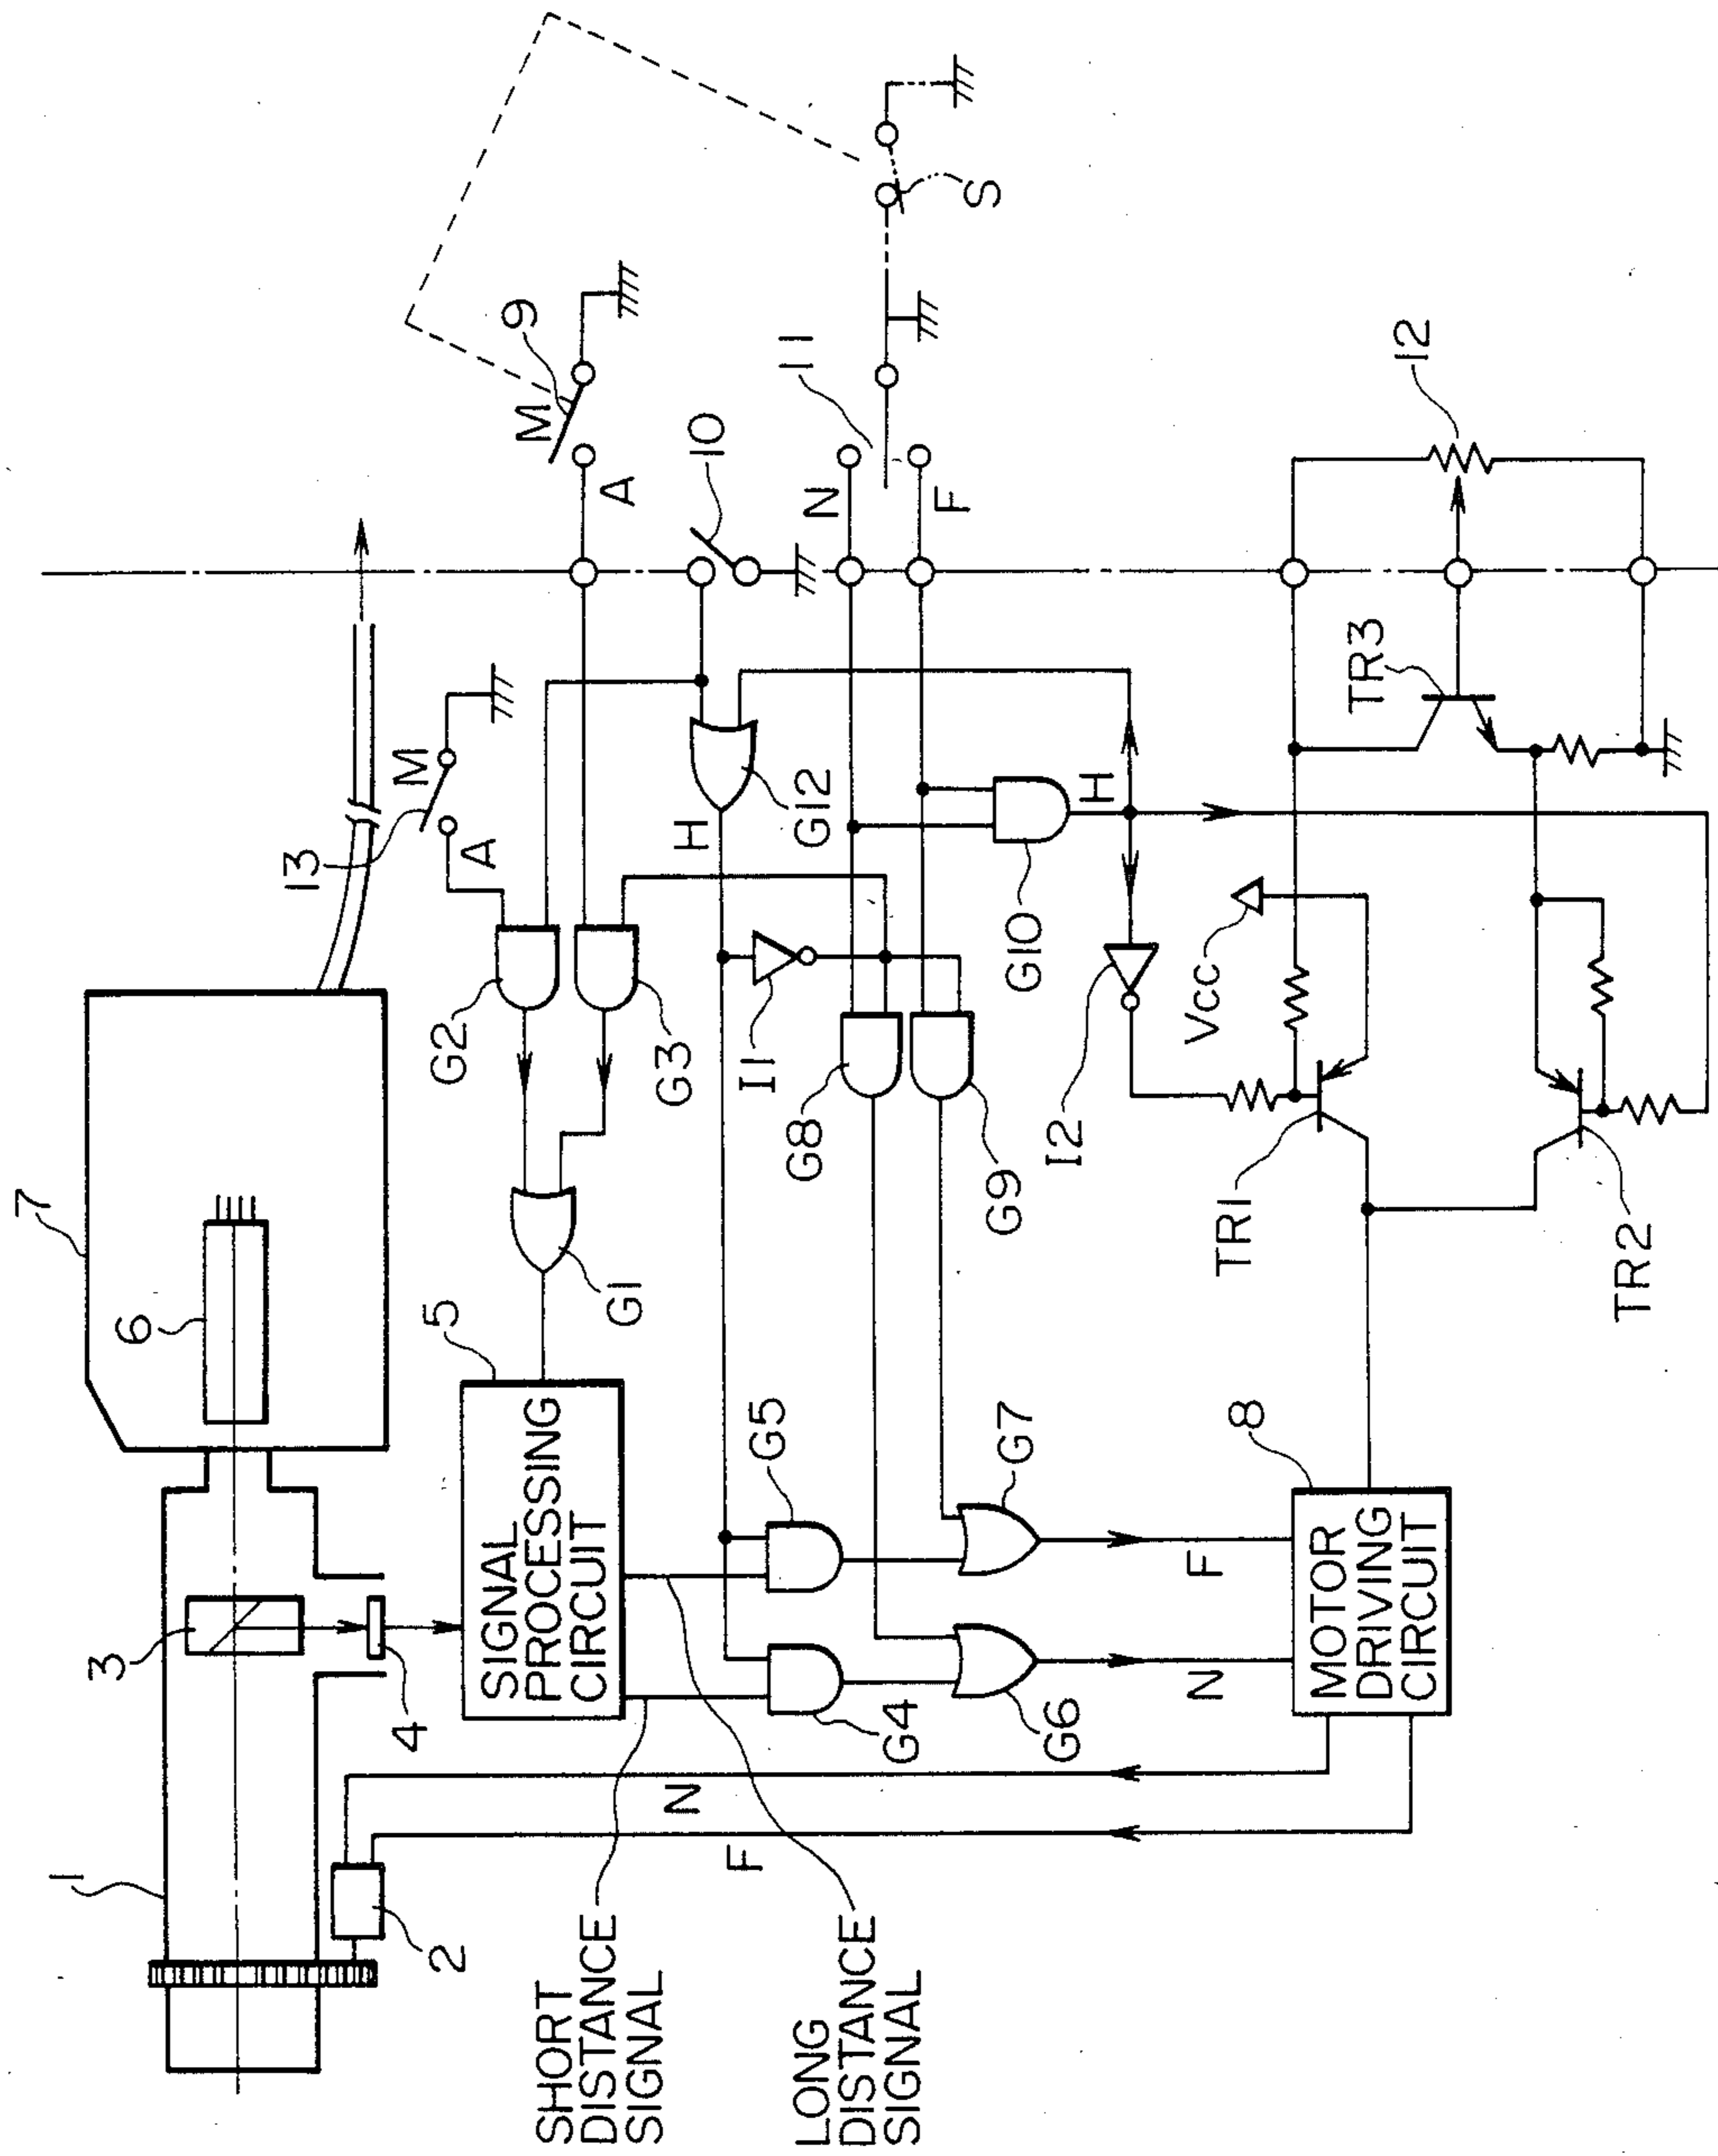 7
6
3
4
1
2
5
SIGNAL
PROCESSING
CIRCUIT
SHORT
DISTANCE
SIGNAL
LONG
DISTANCE
SIGNAL
13
A
M
M
9
A
10
N
11
F
S
G2
G3
G1
H
G12
I1
G8
G9
G10
H
I2
Vcc
G5
G4
G7
G6
F
N
N
F
8
MOTOR
DRIVING
CIRCUIT
TR1
TR2
TR3
12